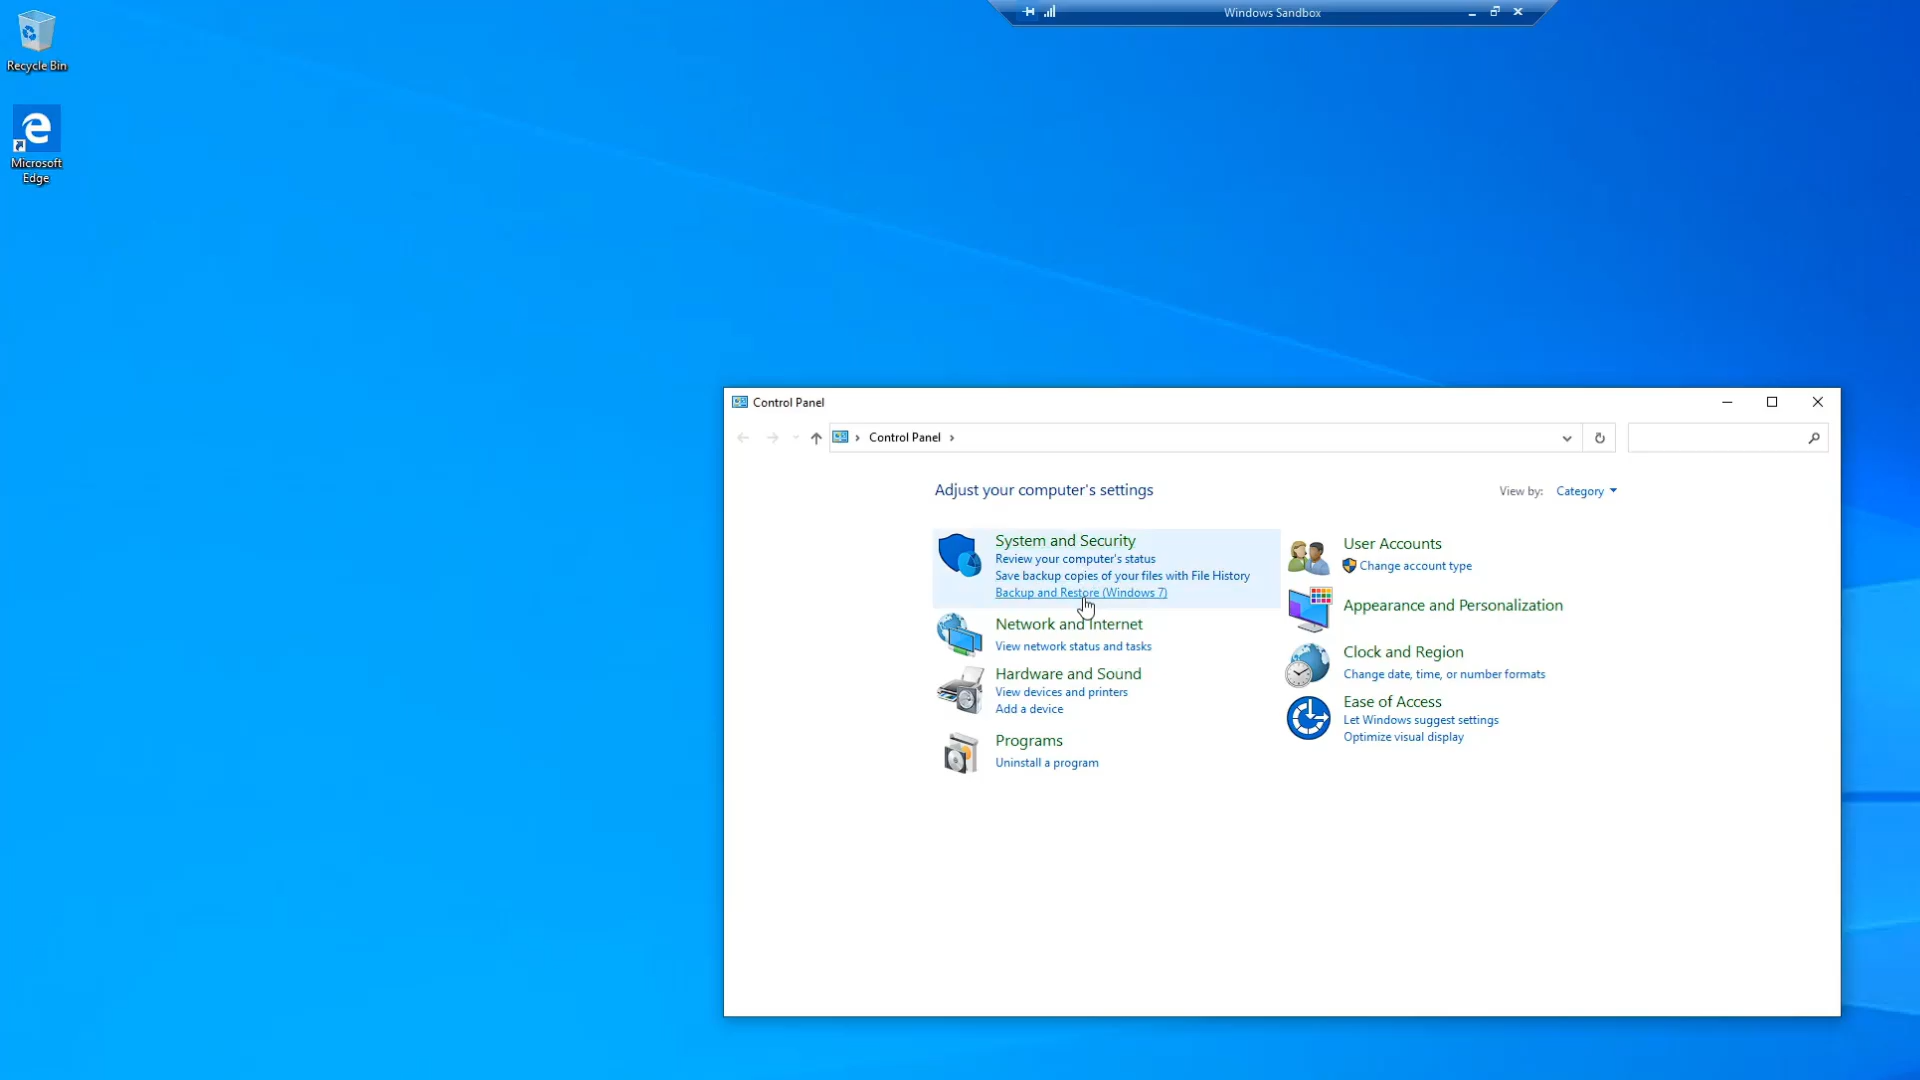 Recycle Bin
Microsoft
Edge
Windows Sandbox
Control Panel
Control Panel
Adjust your computer's settings
View by: Category
System and Security
Review your computer's status
Save backup copies of your files with File History
Backup and Restore (Windows 7)
Network and Internet
View network status and tasks
Hardware and Sound
View devices and printers
Add a device
Programs
Uninstall a program
User Accounts
Change account type
Appearance and Personalization
Clock and Region
Change date, time, or number formats
Ease of Access
Let Windows suggest settings
Optimize visual display